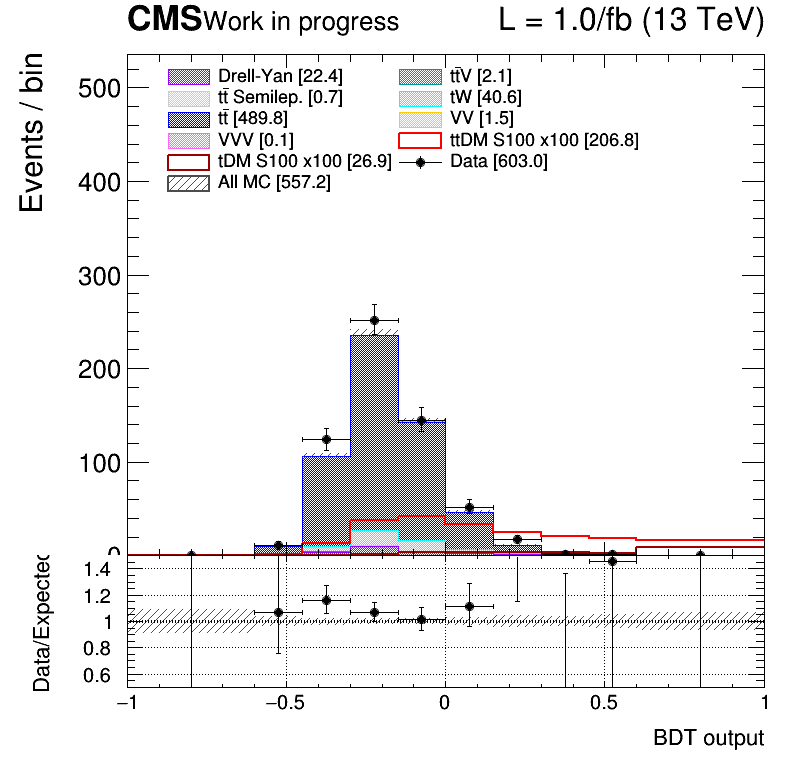 CMS Work in progress L = 1.0/fb (13 TeV)
Events / bin
Drell-Yan [22.4] tt̄V [2.1]
tt̄ Semilep. [0.7] tW [40.6]
tt̄ [489.8] VV [1.5]
VVV [0.1] ttDM S100 x100 [206.8]
tDM S100 x100 [26.9] Data [603.0]
All MC [557.2]
500
400
300
200
100
0
Data/Expected
1.4
1.2
1
0.8
0.6
−1 −0.5 0 0.5 1
BDT output